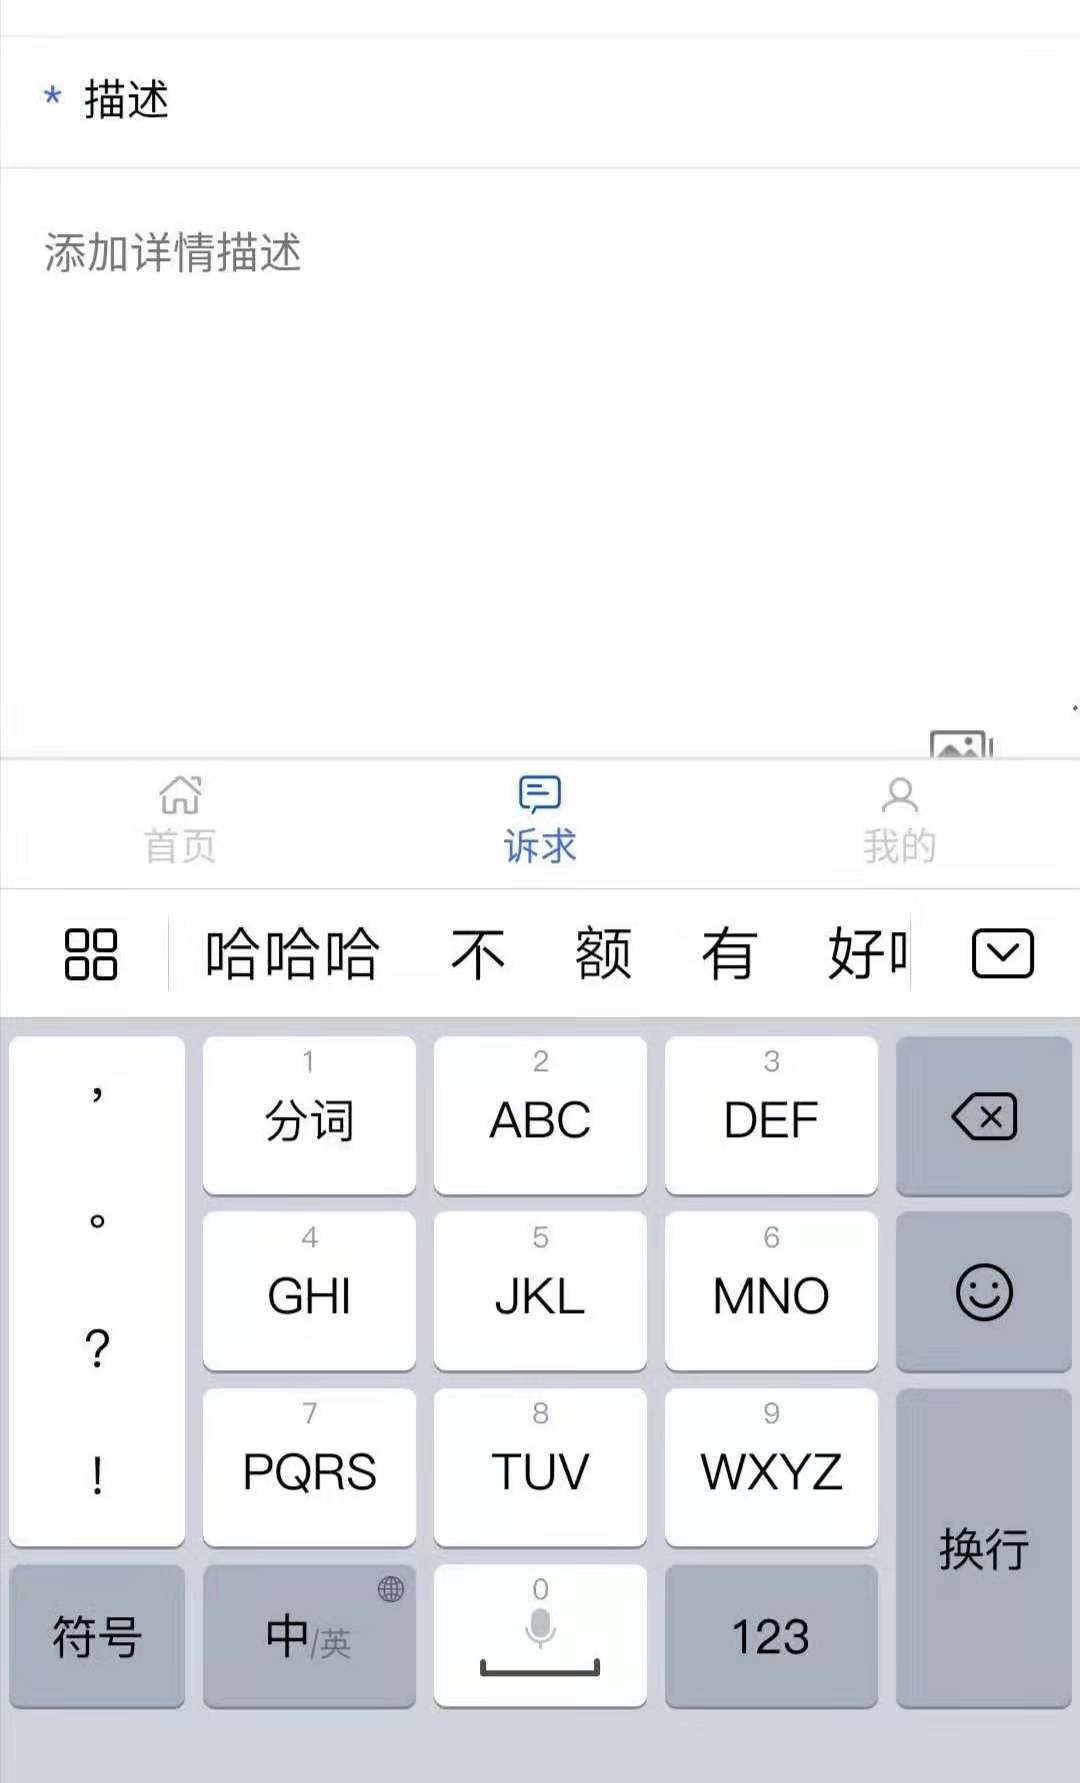 * 描述
添加详情描述
首页 诉求 我的
哈哈哈 不 额 有 好
, 1 分词 2 ABC 3 DEF
。 4 GHI 5 JKL 6 MNO
? 7 PQRS 8 TUV 9 WXYZ
! 换行
符号 中/英 0 123